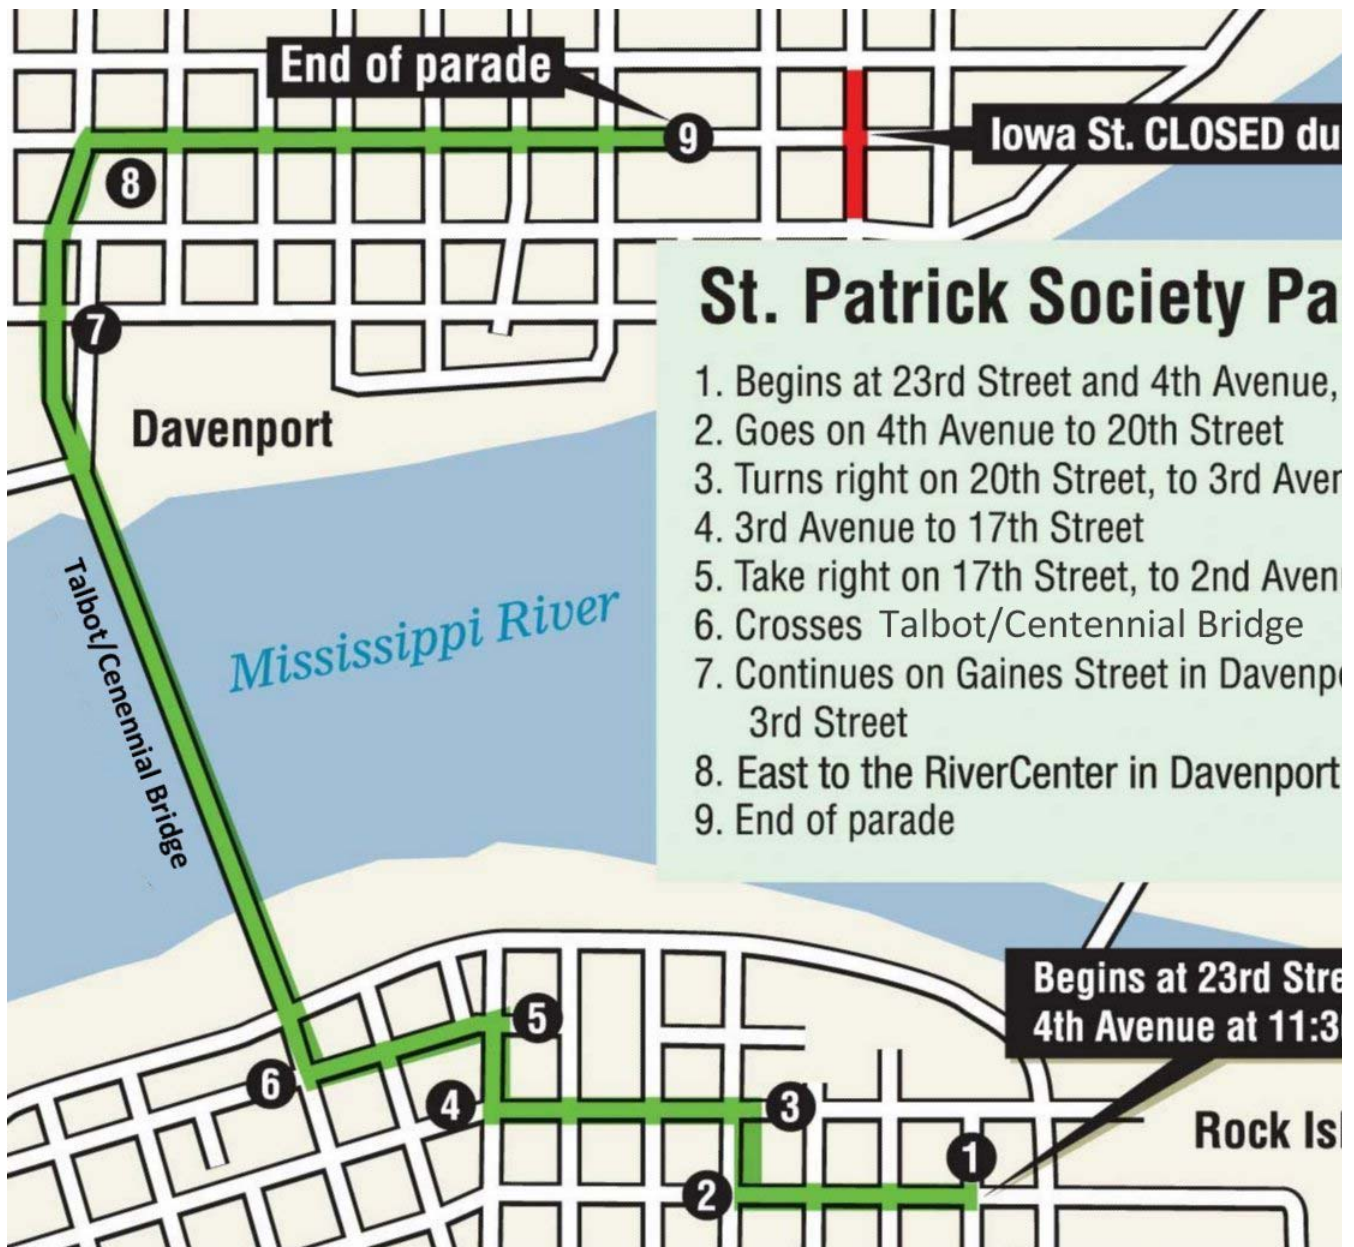 End of parade
9
Iowa St. CLOSED du
8
St. Patrick Society Pa
7
1. Begins at 23rd Street and 4th Avenue,
Davenport
2. Goes on 4th Avenue to 20th Street
3. Turns right on 20th Street, to 3rd Aven
4. 3rd Avenue to 17th Street
5. Take right on 17th Street, to 2nd Aven
6. Crosses Talbot/Centennial Bridge
7. Continues on Gaines Street in Davenpo
3rd Street
8. East to the RiverCenter in Davenport
9. End of parade
Talbot/Cenennial Bridge
Mississippi River
Begins at 23rd Stre
4th Avenue at 11:3
5
6
4
3
Rock Isl
1
2